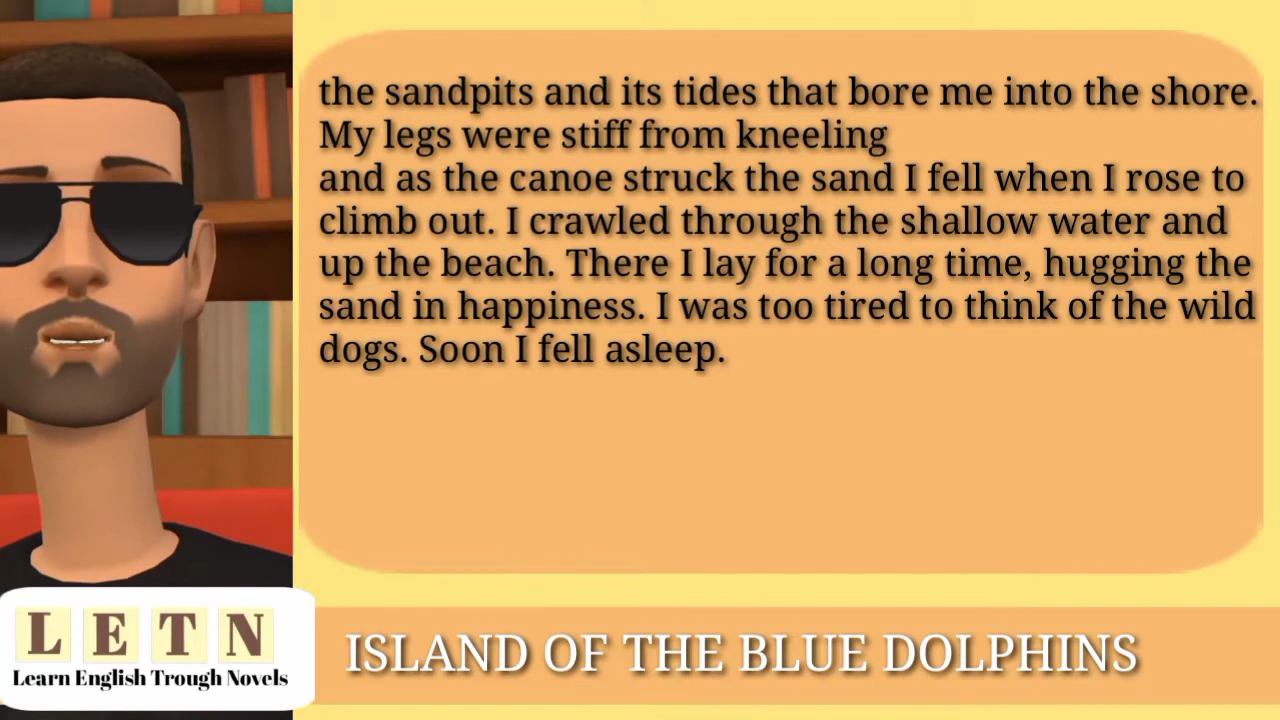 the sandpits and its tides that bore me into the shore.
My legs were stiff from kneeling
and as the canoe struck the sand I fell when I rose to
climb out. I crawled through the shallow water and
up the beach. There I lay for a long time, hugging the
sand in happiness. I was too tired to think of the wild
dogs. Soon I fell asleep.
L E T N
Learn English Trough Novels
ISLAND OF THE BLUE DOLPHINS